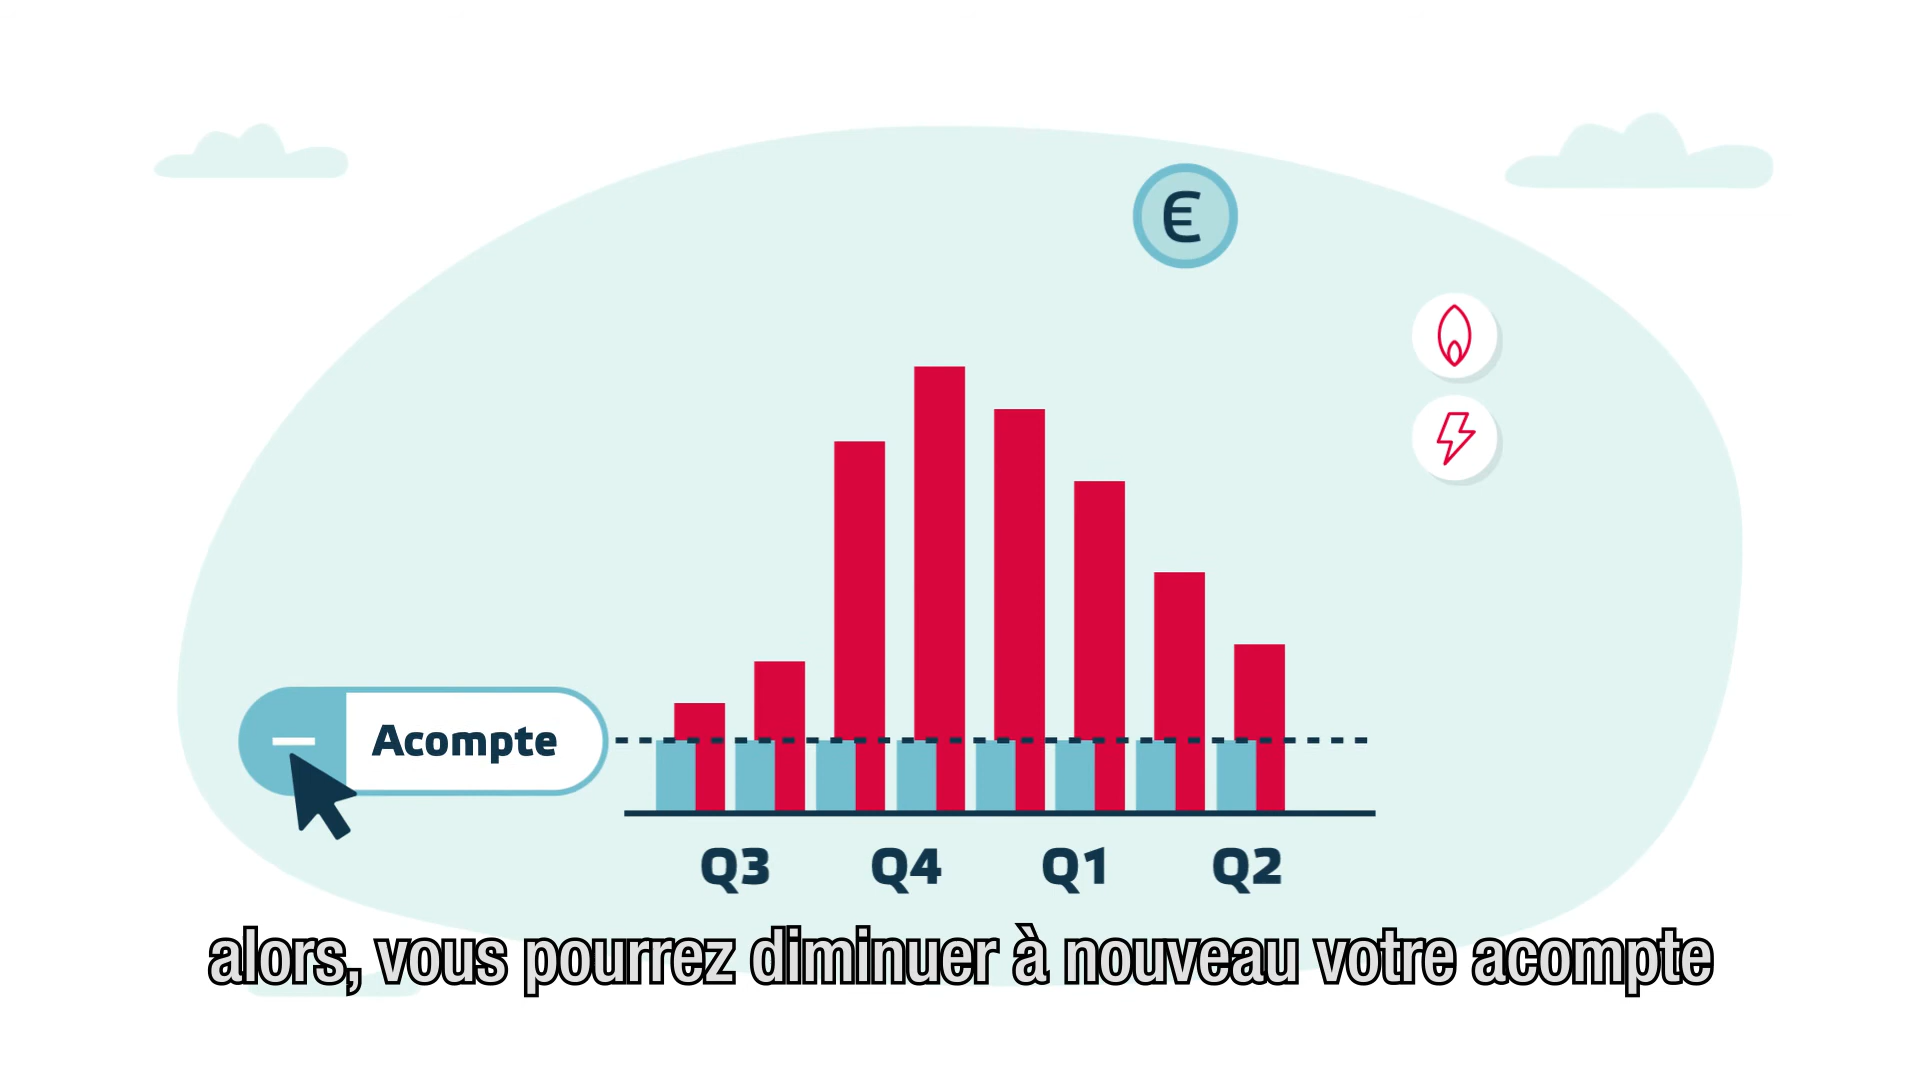 €
Acompte
Q3 Q4 Q1 Q2
alors, vous pourrez diminuer à nouveau votre acompte